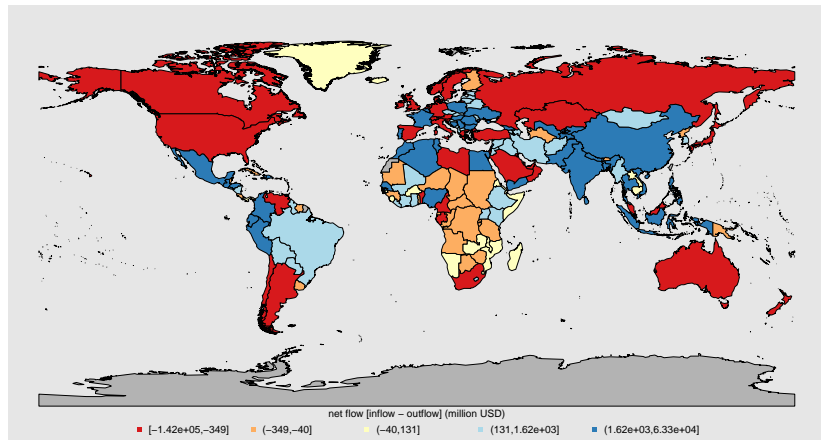 net flow [inflow − outflow] (million USD)
[−1.42e+05,−349] (−349,−40] (−40,131] (131,1.62e+03] (1.62e+03,6.33e+04]